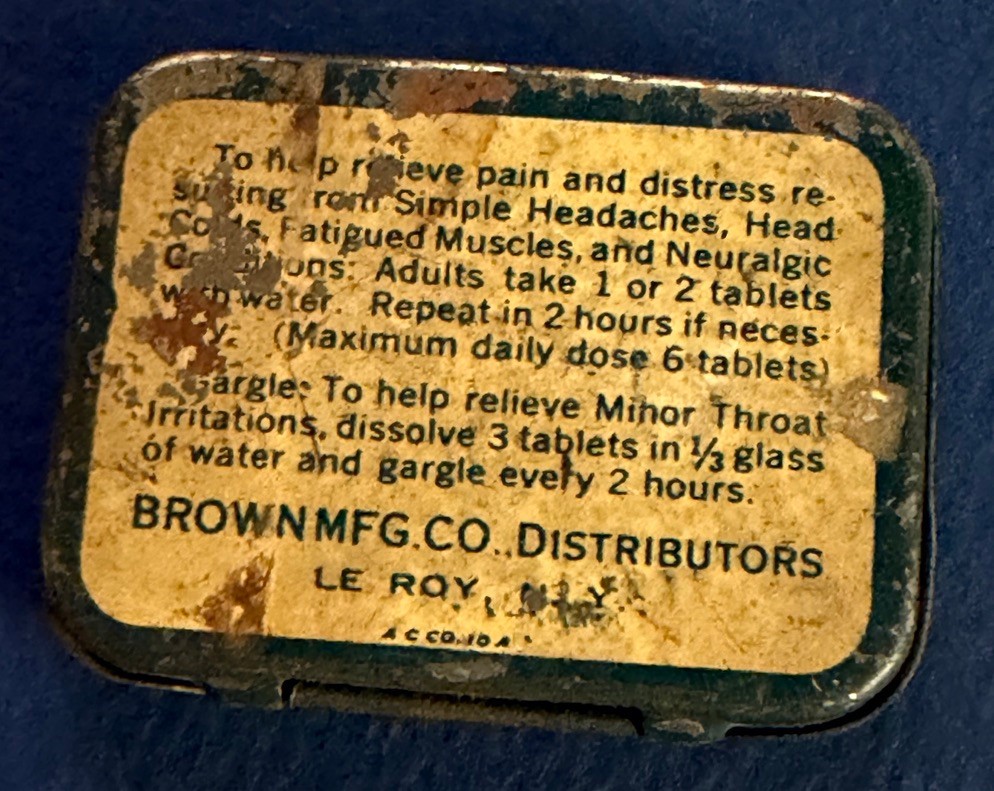 To help relieve pain and distress re-
sulting from Simple Headaches, Head
Colds, Fatigued Muscles, and Neuralgic
Conditions: Adults take 1 or 2 tablets
with water. Repeat in 2 hours if neces-
(Maximum daily dose 6 tablets)
Gargle: To help relieve Minor Throat
Irritations, dissolve 3 tablets in ⅓ glass
of water and gargle every 2 hours.
BROWN MFG. CO., DISTRIBUTORS
LE ROY, N.Y.
A C CO. 10 A